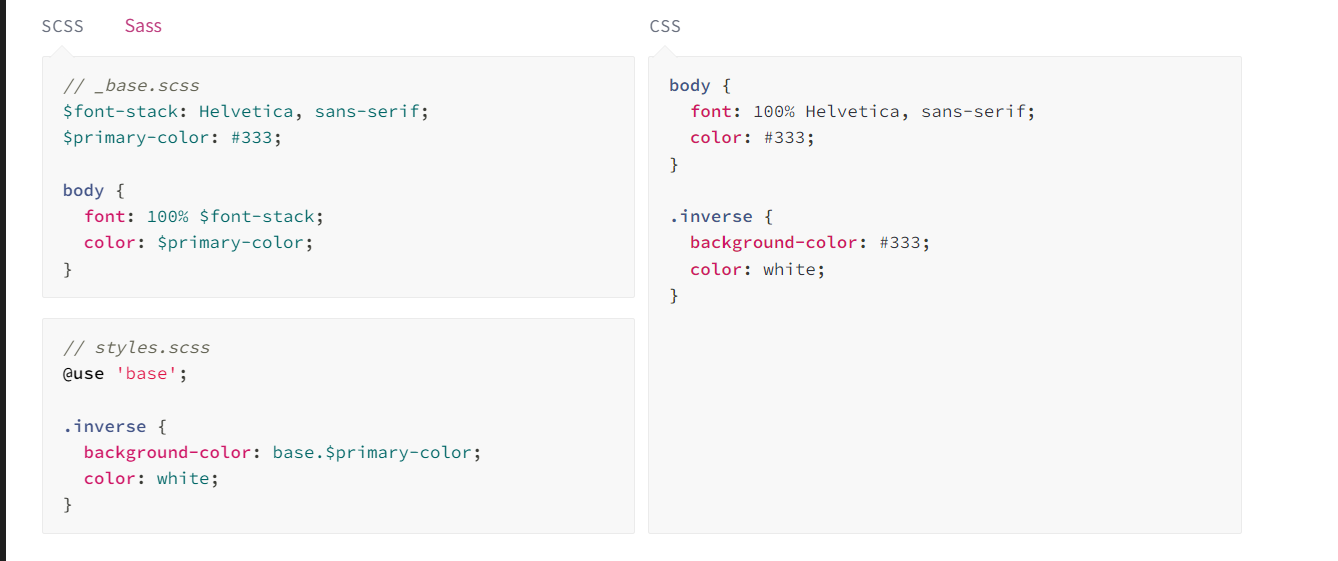 SCSS Sass
// _base.scss
$font-stack: Helvetica, sans-serif;
$primary-color: #333;

body {
  font: 100% $font-stack;
  color: $primary-color;
}

// styles.scss
@use 'base';

.inverse {
  background-color: base.$primary-color;
  color: white;
}

CSS
body {
  font: 100% Helvetica, sans-serif;
  color: #333;
}

.inverse {
  background-color: #333;
  color: white;
}